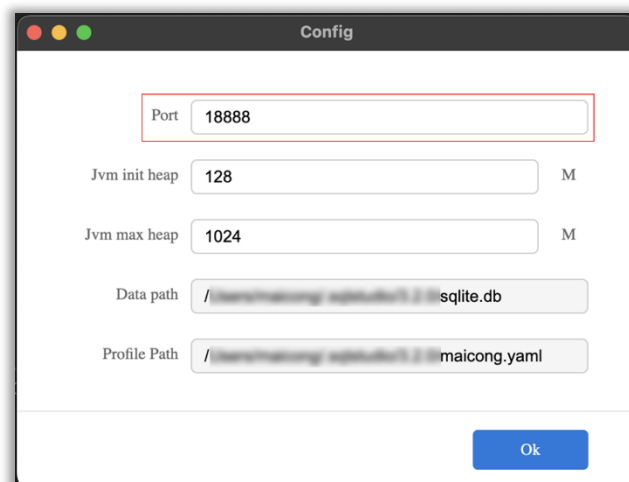 Config
Port 18888
Jvm init heap 128 M
Jvm max heap 1024 M
Data path / sqlite.db
Profile Path / maicong.yaml
Ok